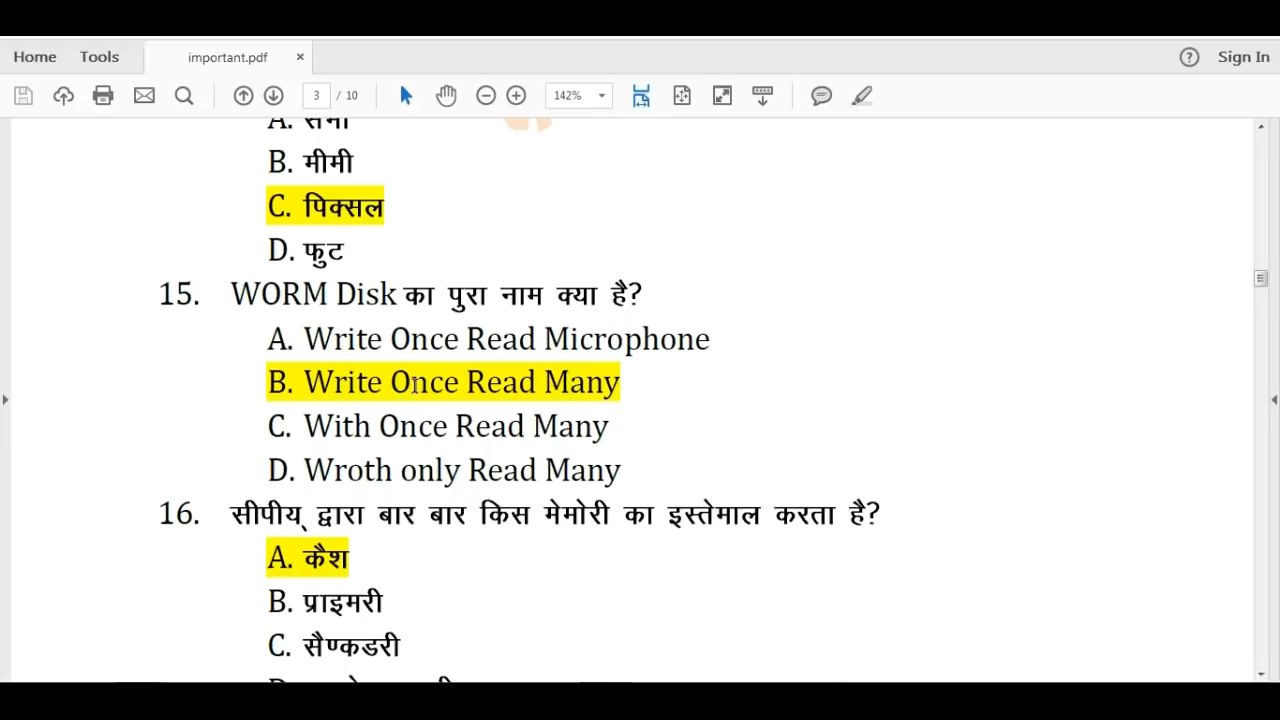 Home Tools important.pdf × ? Sign In
3 / 10 142%
A. सेमी
B. मीमी
C. पिक्सल
D. फुट
15. WORM Disk का पुरा नाम क्या है?
A. Write Once Read Microphone
B. Write Once Read Many
C. With Once Read Many
D. Wroth only Read Many
16. सीपीय् द्वारा बार बार किस मेमोरी का इस्तेमाल करता है?
A. कैश
B. प्राइमरी
C. सैण्कडरी